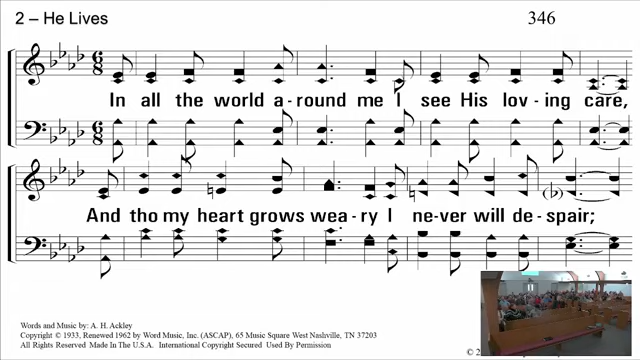 2 – He Lives
346
In all the world a-round me I see His lov-ing care,
And tho my heart grows wea-ry I ne-ver will de-spair;
Words and Music by: A. H. Ackley
Copyright © 1933, Renewed 1962 by Word Music, Inc. (ASCAP), 65 Music Square West Nashville, TN 37203
All Rights Reserved Made In The U.S.A. International Copyright Secured Used By Permission
© 2